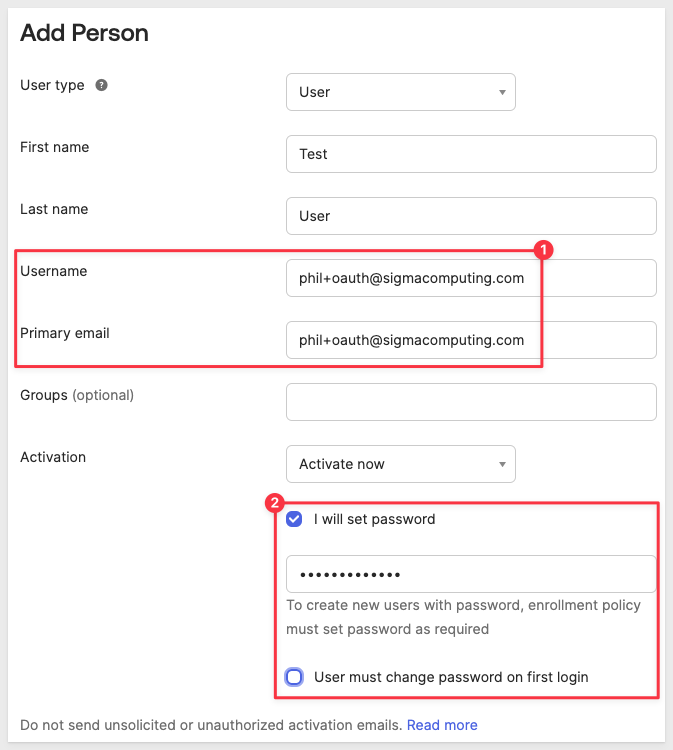 Add Person
User type ?
User
First name
Test
Last name
User
1
Username
phil+oauth@sigmacomputing.com
Primary email
phil+oauth@sigmacomputing.com
Groups (optional)
Activation
Activate now
2
I will set password
•••••••••••••
To create new users with password, enrollment policy
must set password as required
User must change password on first login
Do not send unsolicited or unauthorized activation emails. Read more